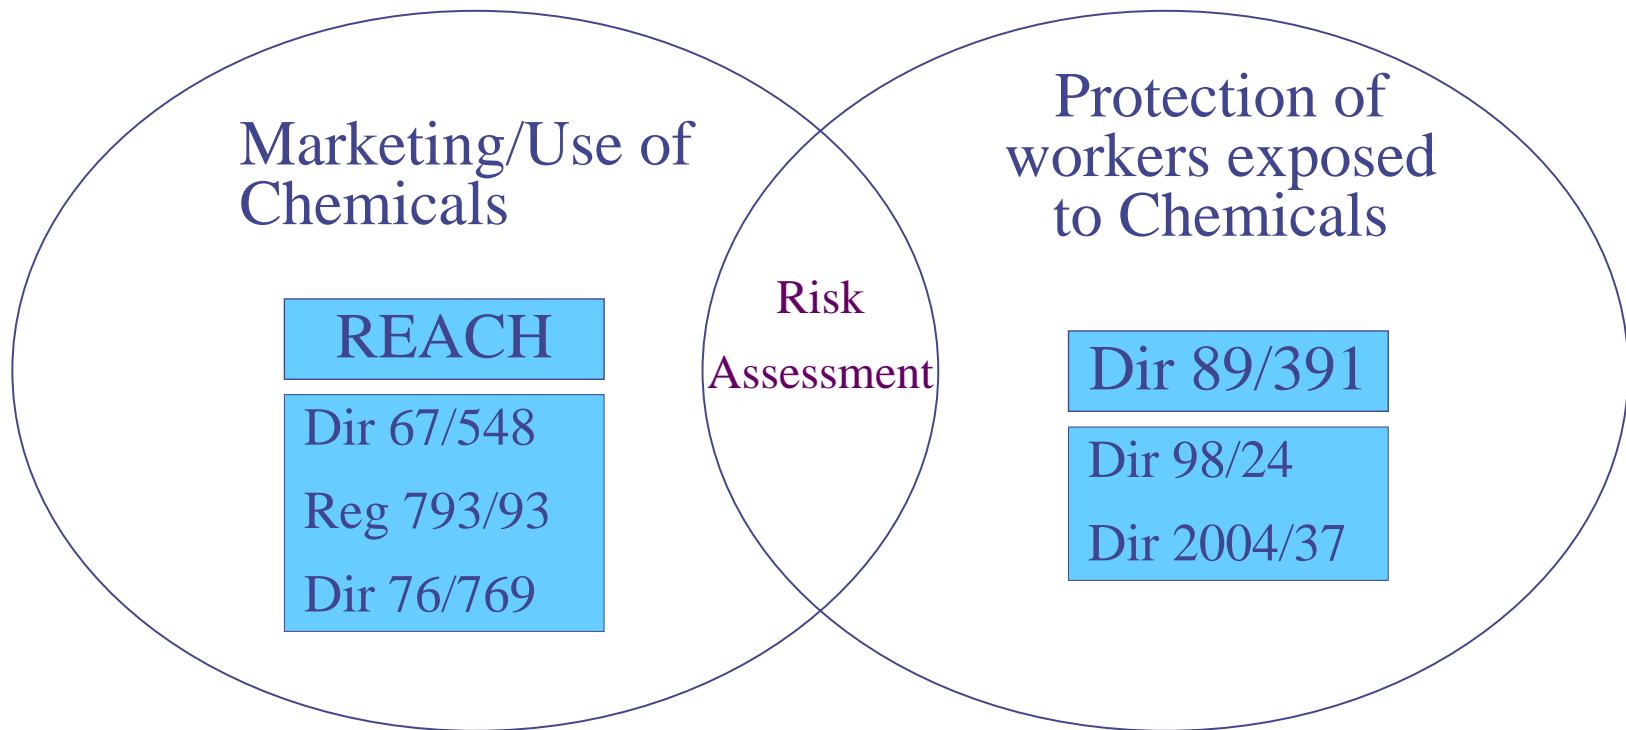 Marketing/Use of
Chemicals
REACH
Dir 67/548
Reg 793/93
Dir 76/769
Risk
Assessment
Protection of
workers exposed
to Chemicals
Dir 89/391
Dir 98/24
Dir 2004/37